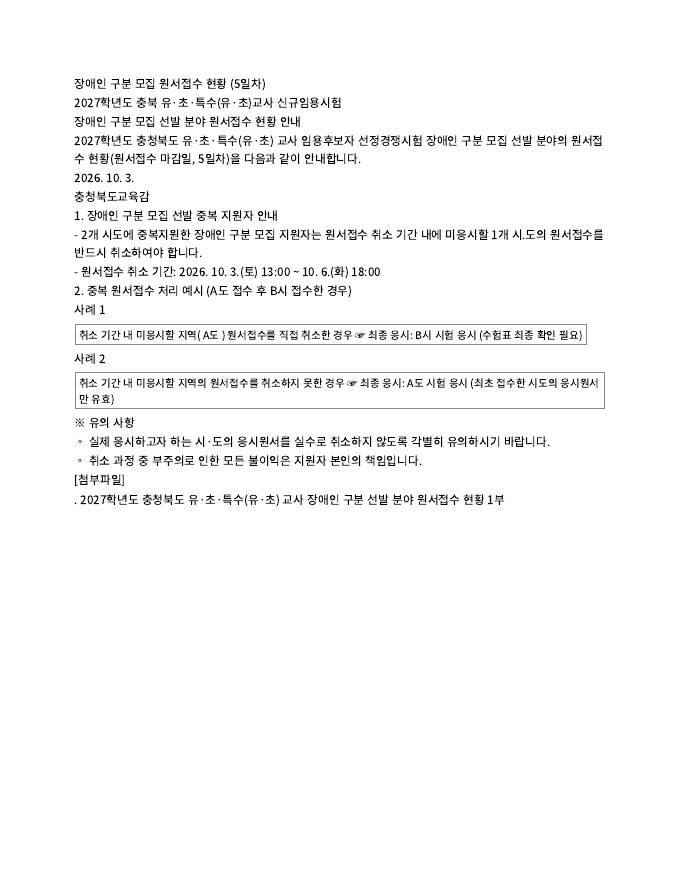 장애인 구분 모집 원서접수 현황 (5일차)
2027학년도 충북 유·초·특수(유·초)교사 신규임용시험
장애인 구분 모집 선발 분야 원서접수 현황 안내
2027학년도 충청북도 유·초·특수(유·초) 교사 임용후보자 선정경쟁시험 장애인 구분 모집 선발 분야의 원서접
수 현황(원서접수 마감일, 5일차)을 다음과 같이 안내합니다.
2026. 10. 3.
충청북도교육감
1. 장애인 구분 모집 선발 중복 지원자 안내
- 2개 시도에 중복지원한 장애인 구분 모집 지원자는 원서접수 취소 기간 내에 미응시할 1개 시.도의 원서접수를
반드시 취소하여야 합니다.
- 원서접수 취소 기간: 2026. 10. 3.(토) 13:00 ~ 10. 6.(화) 18:00
2. 중복 원서접수 처리 예시 (A도 접수 후 B시 접수한 경우)
사례 1
취소 기간 내 미응시할 지역( A도 ) 원서접수를 직접 취소한 경우 ☞ 최종 응시: B시 시험 응시 (수험표 최종 확인 필요)
사례 2
취소 기간 내 미응시할 지역의 원서접수를 취소하지 못한 경우 ☞ 최종 응시: A도 시험 응시 (최초 접수한 시도의 응시원서
만 유효)
※ 유의 사항
◦ 실제 응시하고자 하는 시·도의 응시원서를 실수로 취소하지 않도록 각별히 유의하시기 바랍니다.
◦ 취소 과정 중 부주의로 인한 모든 불이익은 지원자 본인의 책임입니다.
[첨부파일]
. 2027학년도 충청북도 유·초·특수(유·초) 교사 장애인 구분 선발 분야 원서접수 현황 1부